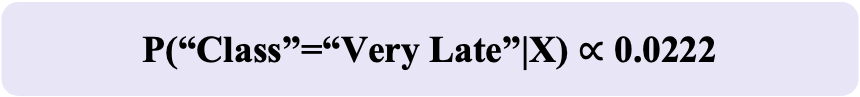 P(“Class”=“Very Late”|X) ∝ 0.0222